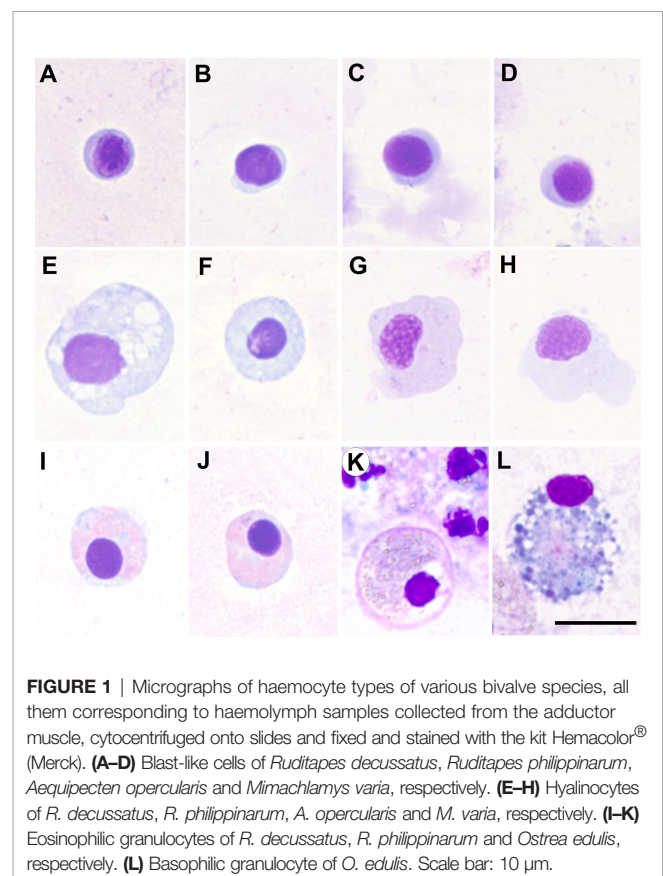 A
B
C
D
E
F
G
H
I
J
K
L
FIGURE 1 | Micrographs of haemocyte types of various bivalve species, all
them corresponding to haemolymph samples collected from the adductor
muscle, cytocentrifuged onto slides and fixed and stained with the kit Hemacolor®
(Merck). (A–D) Blast-like cells of Ruditapes decussatus, Ruditapes philippinarum,
Aequipecten opercularis and Mimachlamys varia, respectively. (E–H) Hyalinocytes
of R. decussatus, R. philippinarum, A. opercularis and M. varia, respectively. (I–K)
Eosinophilic granulocytes of R. decussatus, R. philippinarum and Ostrea edulis,
respectively. (L) Basophilic granulocyte of O. edulis. Scale bar: 10 μm.